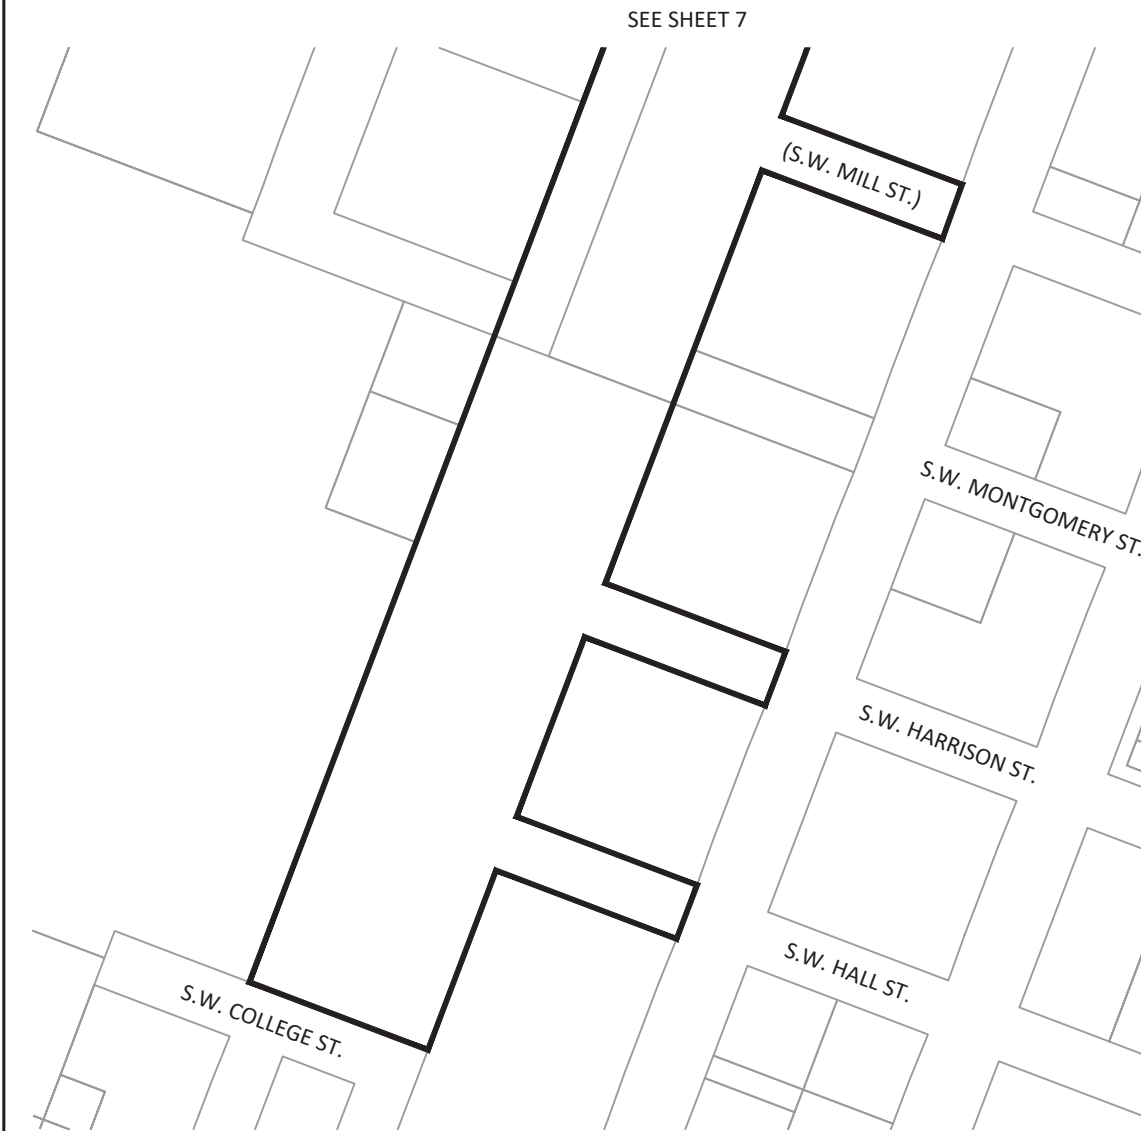 SEE SHEET 7
(S.W. MILL ST.)
S.W. MONTGOMERY ST.
S.W. HARRISON ST.
S.W. HALL ST.
S.W. COLLEGE ST.